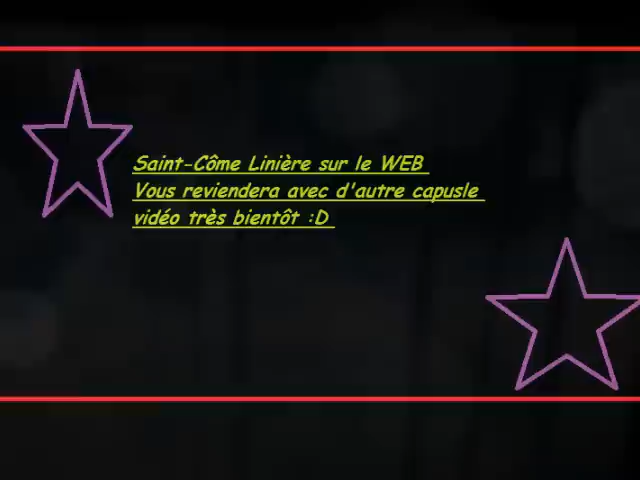 Saint-Côme Linière sur le WEB
Vous reviendera avec d'autre capusle
vidéo très bientôt :D